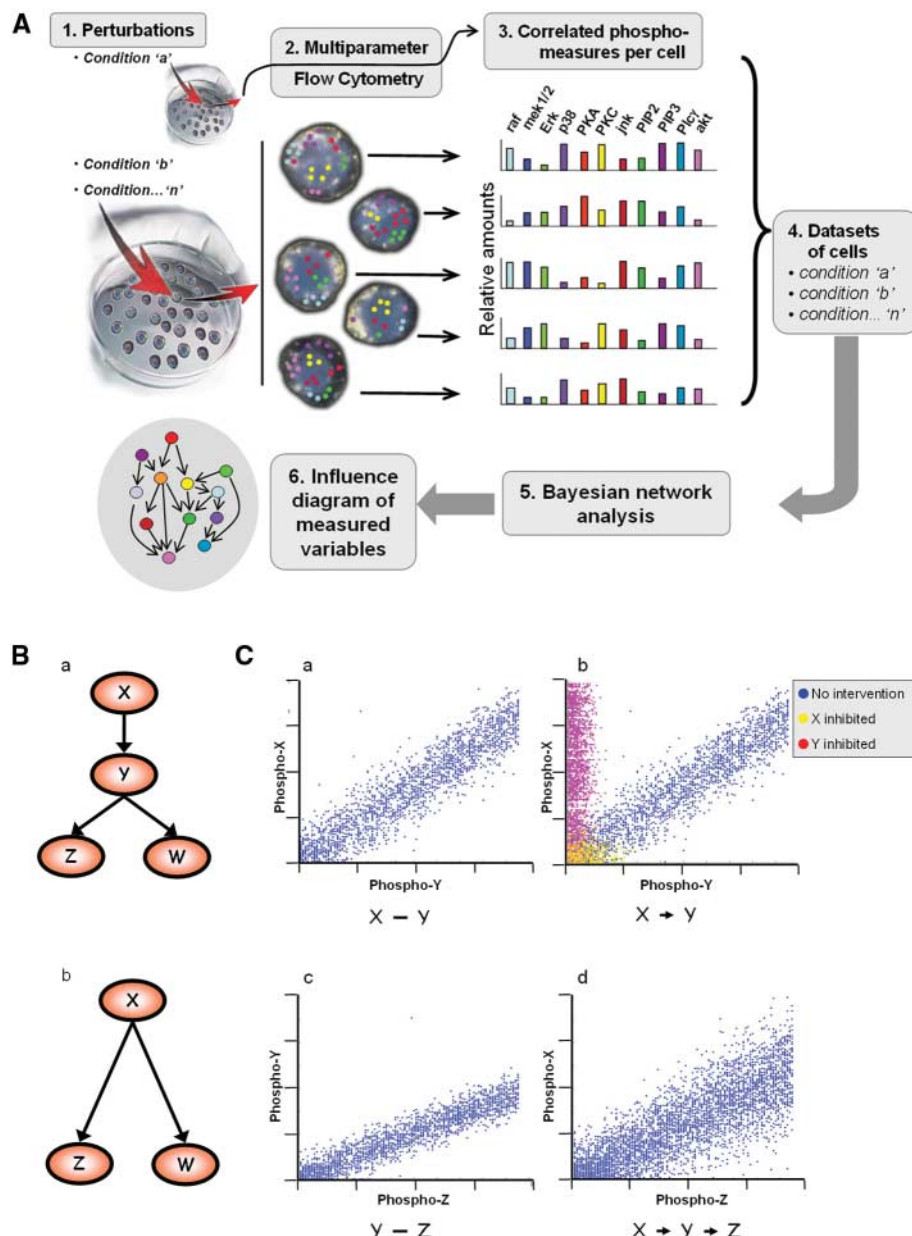 A
1. Perturbations
• Condition 'a'
2. Multiparameter
Flow Cytometry
3. Correlated phospho-
measures per cell
• Condition 'b'
• Condition... 'n'
raf
mek1/2
Erk
p38
PKA
PKC
jnk
PIP2
PIP3
Plcγ
akt
Relative amounts
4. Datasets
of cells
• condition 'a'
• condition 'b'
• condition... 'n'
5. Bayesian network
analysis
6. Influence
diagram of
measured
variables
B
a
X
Y
Z
W
b
X
Z
W
C
a
Phospho-X
Phospho-Y
X – Y
b
Phospho-X
Phospho-Y
X → Y
No intervention
X inhibited
Y inhibited
c
Phospho-Y
Phospho-Z
Y – Z
d
Phospho-X
Phospho-Z
X → Y → Z